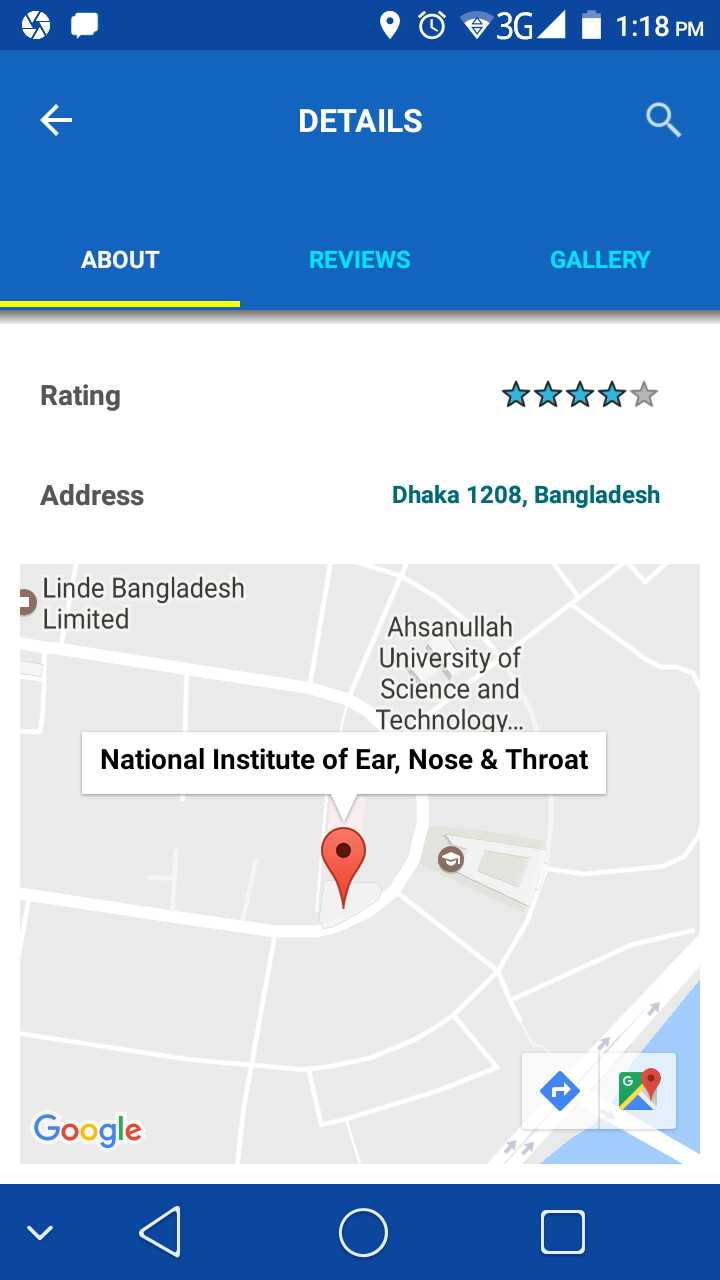 3G 1:18 PM
DETAILS
ABOUT REVIEWS GALLERY
Rating
Address Dhaka 1208, Bangladesh
Linde Bangladesh
Limited
Ahsanullah
University of
Science and
Technology...
National Institute of Ear, Nose & Throat
G
Google